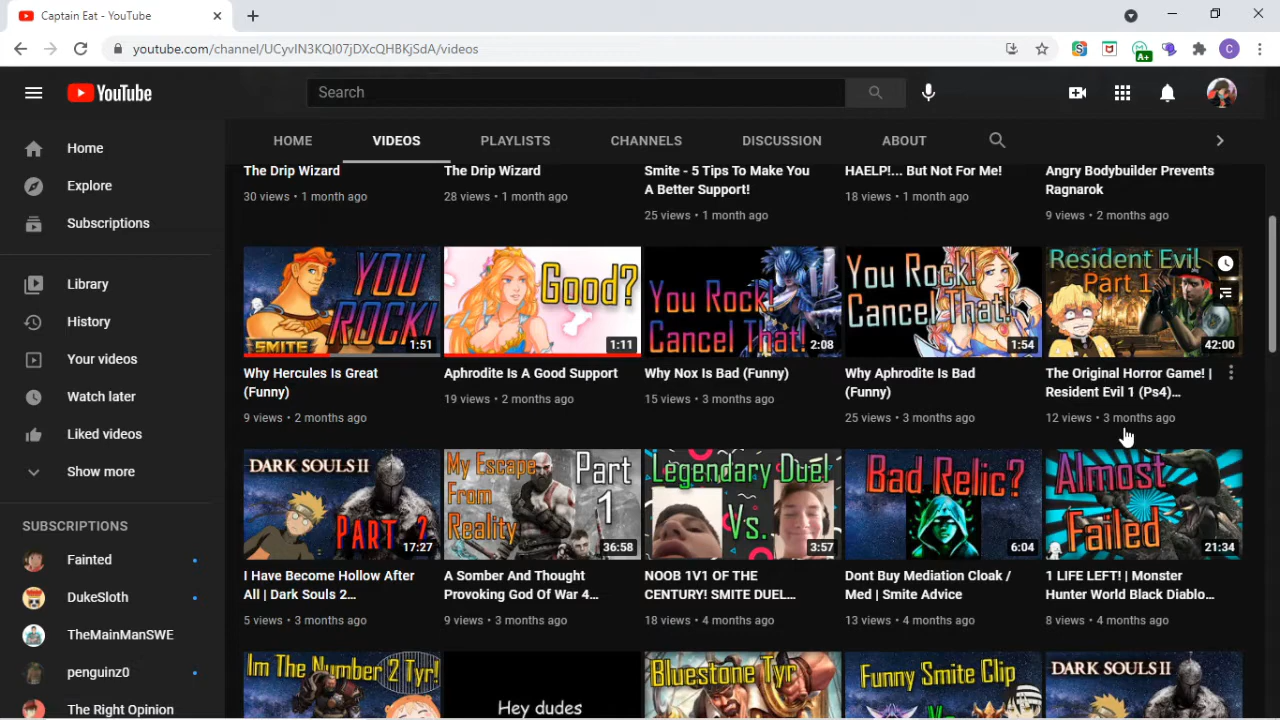 Captain Eat - YouTube
youtube.com/channel/UCyvIN3KQI07jDXcQHBKjSdA/videos
A+
C
YouTube
Search
HOME
VIDEOS
PLAYLISTS
CHANNELS
DISCUSSION
ABOUT
Home
Explore
Subscriptions
Library
History
Your videos
Watch later
Liked videos
Show more
SUBSCRIPTIONS
Fainted
DukeSloth
TheMainManSWE
penguinz0
The Right Opinion
The Drip Wizard
30 views • 1 month ago
The Drip Wizard
28 views • 1 month ago
Smite - 5 Tips To Make You
A Better Support!
25 views • 1 month ago
HAELP!... But Not For Me!
18 views • 1 month ago
Angry Bodybuilder Prevents
Ragnarok
9 views • 2 months ago
YOU
ROCK!
SMITE
1:51
Why Hercules Is Great
(Funny)
9 views • 2 months ago
Good?
1:11
Aphrodite Is A Good Support
19 views • 2 months ago
You Rock!
Cancel That!
2:08
Why Nox Is Bad (Funny)
15 views • 3 months ago
You Rock!
Cancel That!
1:54
Why Aphrodite Is Bad
(Funny)
25 views • 3 months ago
Resident Evil
Part 1
42:00
The Original Horror Game! |
Resident Evil 1 (Ps4)...
12 views • 3 months ago
DARK SOULS II
PART ?
17:27
I Have Become Hollow After
All | Dark Souls 2...
5 views • 3 months ago
My Escape
From
Reality
Part
1
36:58
A Somber And Thought
Provoking God Of War 4...
9 views • 3 months ago
Legendary Duel
Vs.
3:57
NOOB 1V1 OF THE
CENTURY! SMITE DUEL...
18 views • 4 months ago
Bad Relic?
6:04
Dont Buy Mediation Cloak /
Med | Smite Advice
13 views • 4 months ago
Almost
Failed
21:34
1 LIFE LEFT! | Monster
Hunter World Black Diablo...
8 views • 4 months ago
Im The Number 2 Tyr!
Hey dudes
Bluestone Tyr
Funny Smite Clip
DARK SOULS II